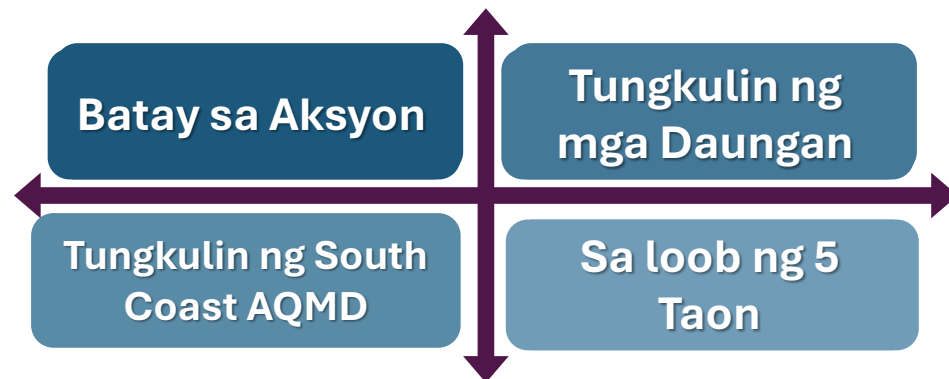 Batay sa Aksyon
Tungkulin ng
mga Daungan
Tungkulin ng South
Coast AQMD
Sa loob ng 5
Taon